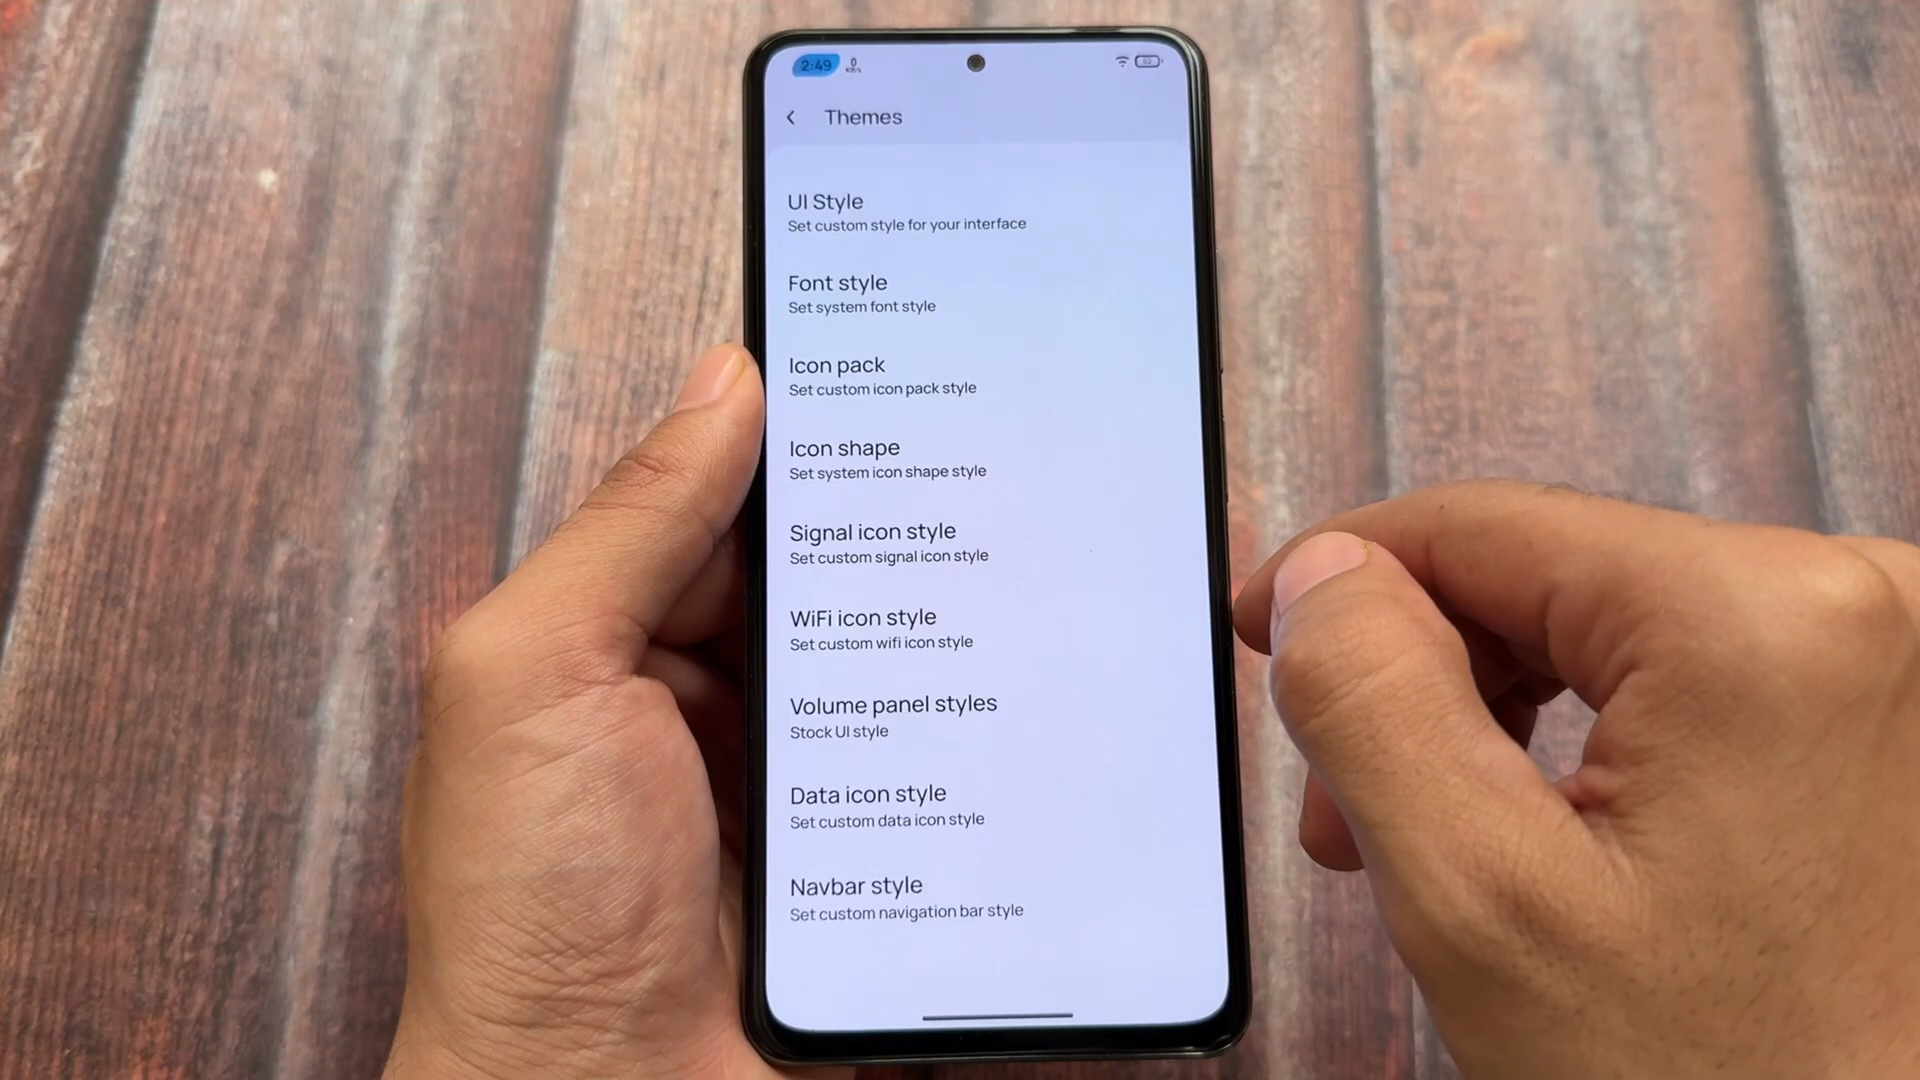 2:49
0
KB/s
92
Themes
UI Style
Set custom style for your interface
Font style
Set system font style
Icon pack
Set custom icon pack style
Icon shape
Set system icon shape style
Signal icon style
Set custom signal icon style
WiFi icon style
Set custom wifi icon style
Volume panel styles
Stock UI style
Data icon style
Set custom data icon style
Navbar style
Set custom navigation bar style